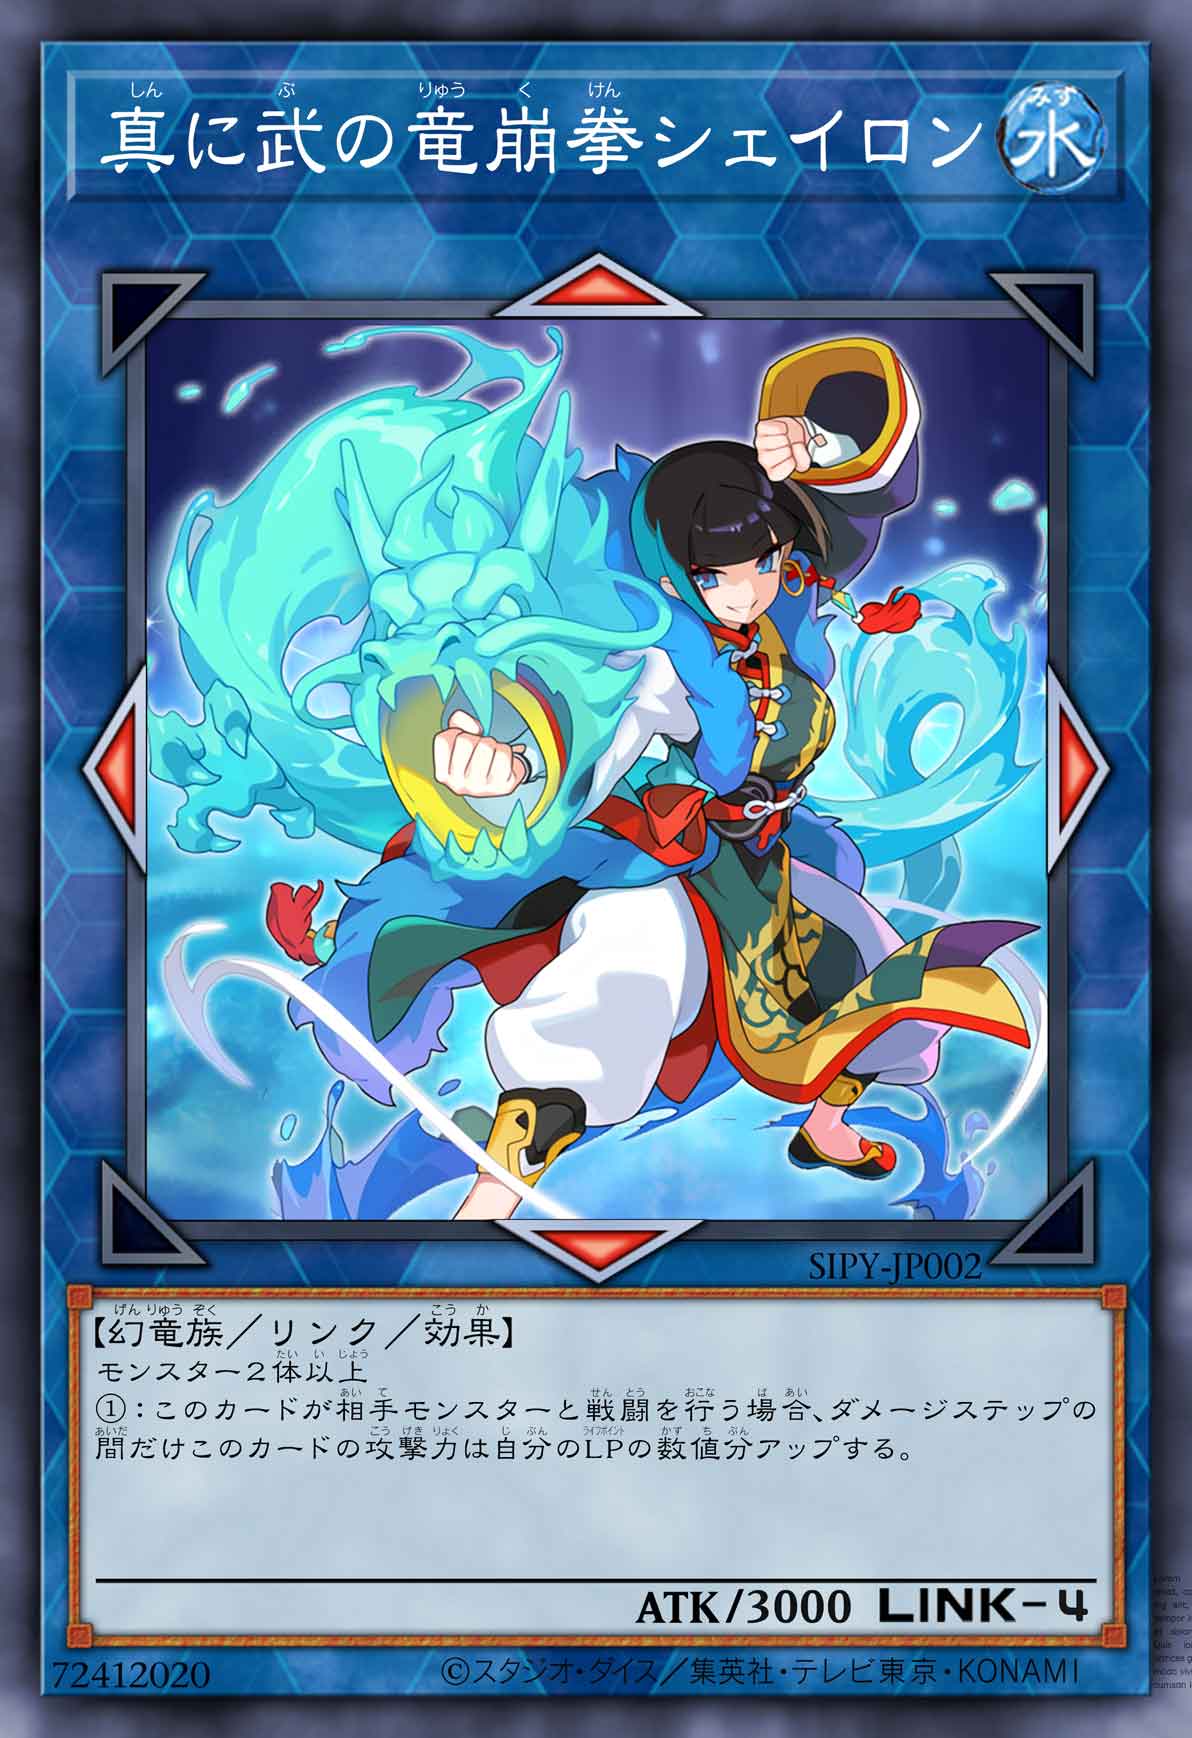 真に武の竜崩拳シェイロン
水
SIPY-JP002
【幻竜族／リンク／効果】
モンスター２体以上
①：このカードが相手モンスターと戦闘を行う場合、ダメージステップの
間だけこのカードの攻撃力は自分のLPの数値分アップする。
ATK/3000 LINK-4
72412020
©スタジオ・ダイス／集英社・テレビ東京・KONAMI